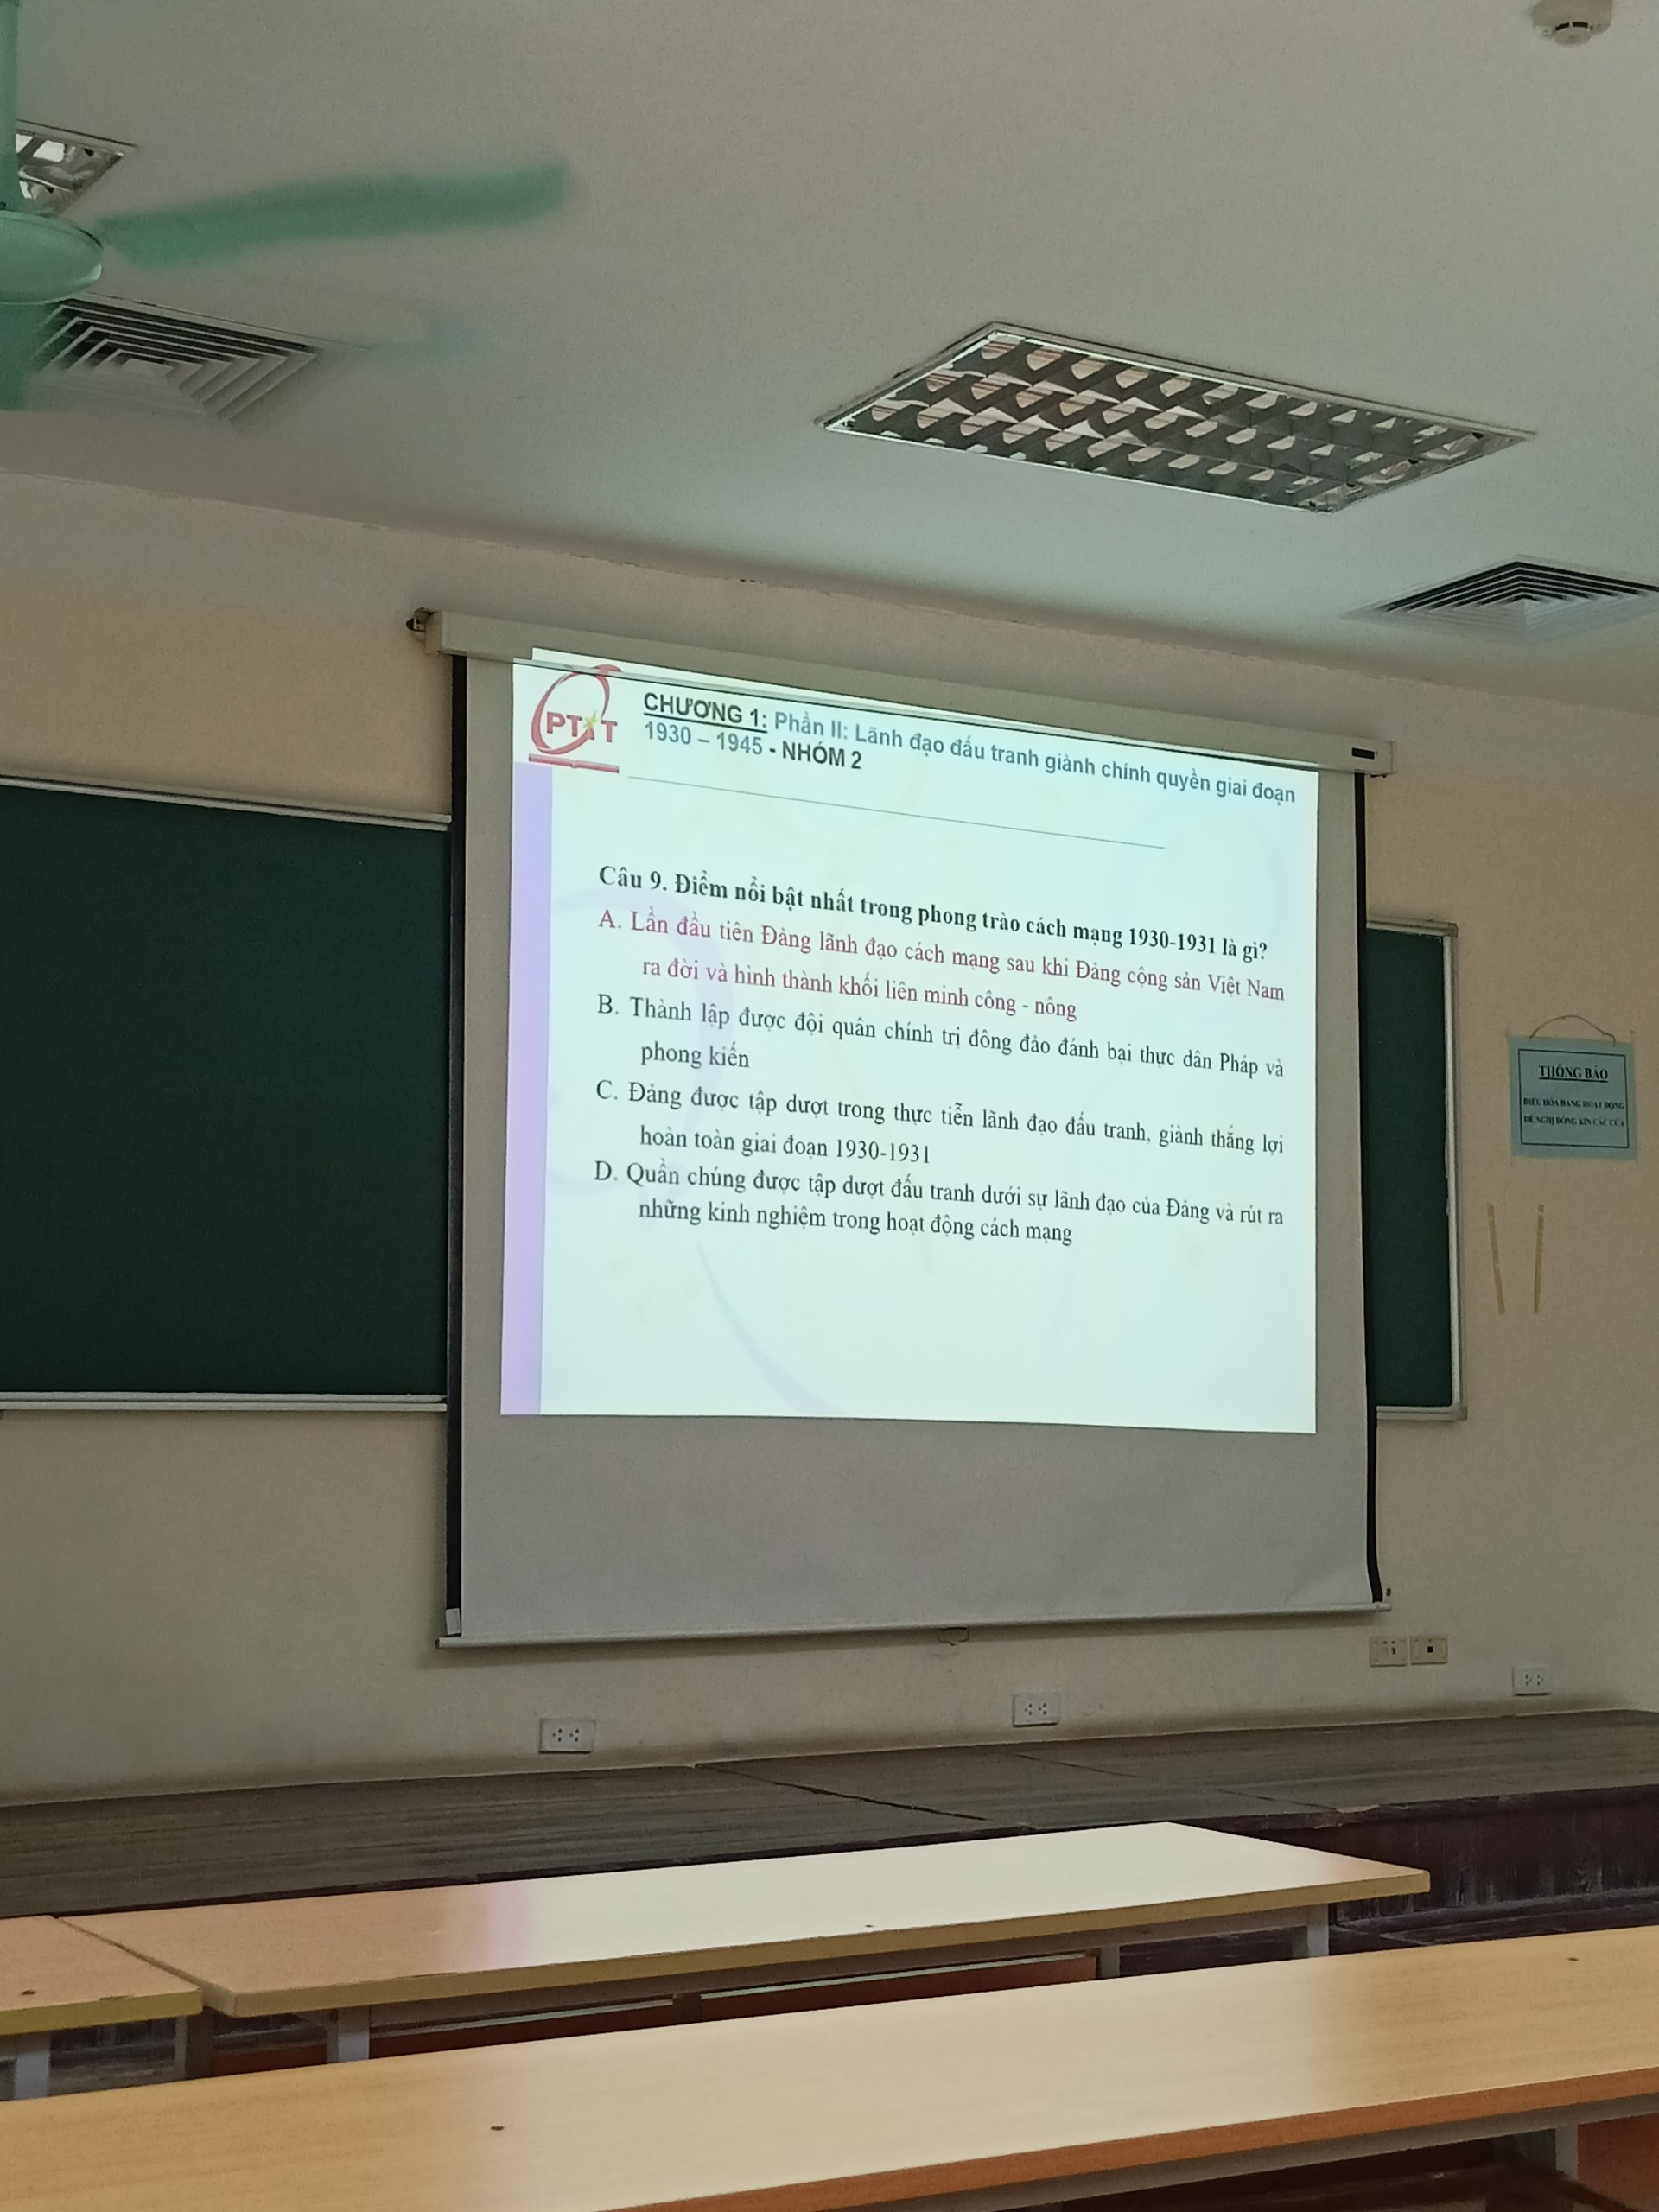 PTIT
CHƯƠNG 1: Phần II: Lãnh đạo đấu tranh giành chính quyền giai đoạn
1930 – 1945 - NHÓM 2
Câu 9. Điểm nổi bật nhất trong phong trào cách mạng 1930-1931 là gì?
A. Lần đầu tiên Đảng lãnh đạo cách mạng sau khi Đảng cộng sản Việt Nam
ra đời và hình thành khối liên minh công - nông
B. Thành lập được đội quân chính trị đông đảo đánh bại thực dân Pháp và
phong kiến
C. Đảng được tập dượt trong thực tiễn lãnh đạo đấu tranh, giành thắng lợi
hoàn toàn giai đoạn 1930-1931
D. Quần chúng được tập dượt đấu tranh dưới sự lãnh đạo của Đảng và rút ra
những kinh nghiệm trong hoạt động cách mạng
THÔNG BÁO
ĐIỀU HÒA ĐANG HOẠT ĐỘNG
ĐỀ NGHỊ ĐÓNG KÍN CÁC CỬA